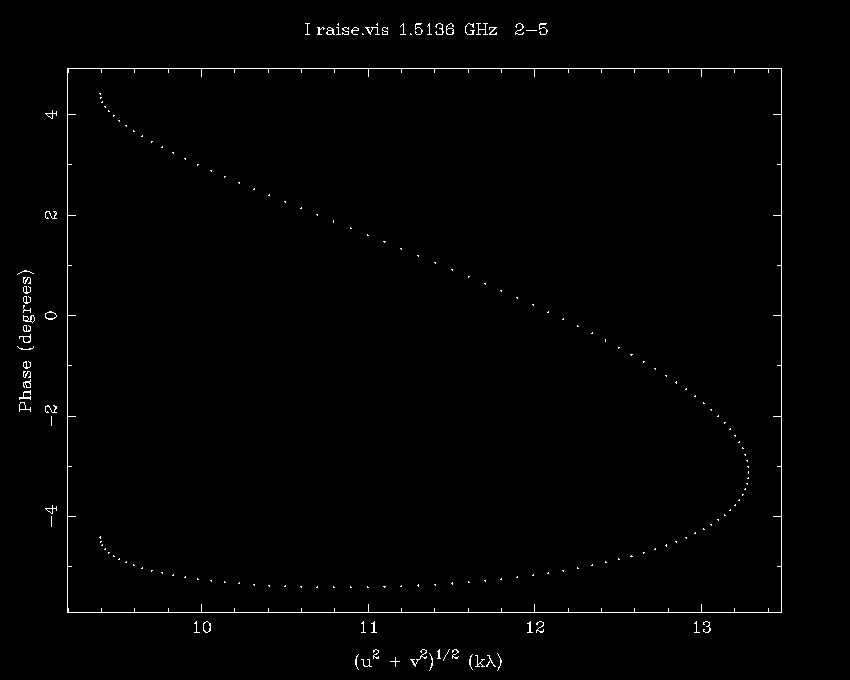 I raise.vis 1.5136 GHz 2-5
4
2
0
-2
-4
Phase (degrees)
10 11 12 13
(u² + v²)^1/2 (kλ)